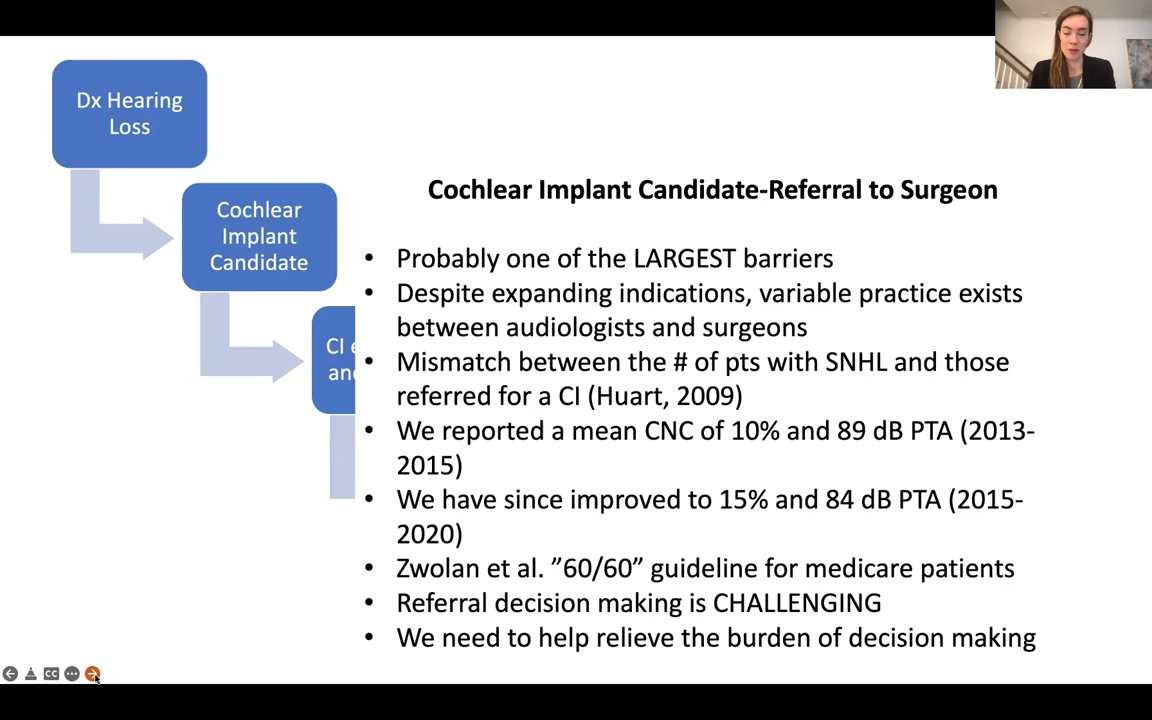 Dx Hearing
Loss
Cochlear
Implant
Candidate
CI
and
Cochlear Implant Candidate-Referral to Surgeon
• Probably one of the LARGEST barriers
• Despite expanding indications, variable practice exists
between audiologists and surgeons
• Mismatch between the # of pts with SNHL and those
referred for a CI (Huart, 2009)
• We reported a mean CNC of 10% and 89 dB PTA (2013-
2015)
• We have since improved to 15% and 84 dB PTA (2015-
2020)
• Zwolan et al. ”60/60” guideline for medicare patients
• Referral decision making is CHALLENGING
• We need to help relieve the burden of decision making
CC